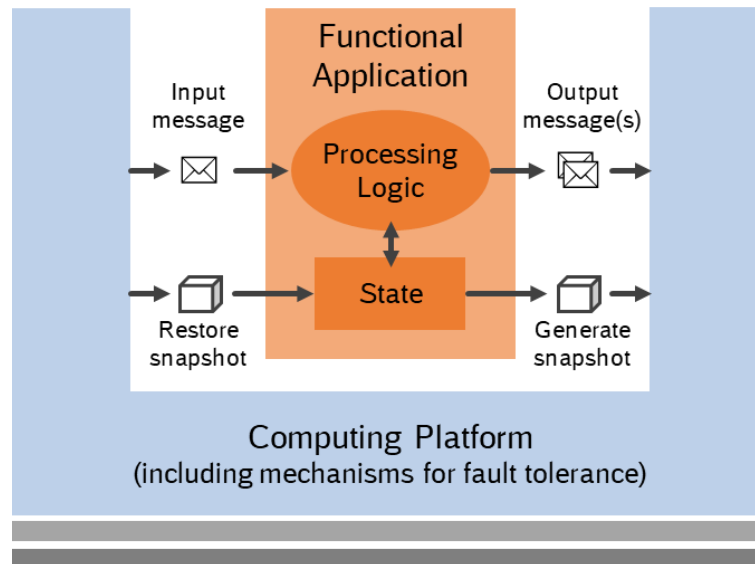 Functional
Application
Input
message
Output
message(s)
Processing
Logic
State
Restore
snapshot
Generate
snapshot
Computing Platform
(including mechanisms for fault tolerance)